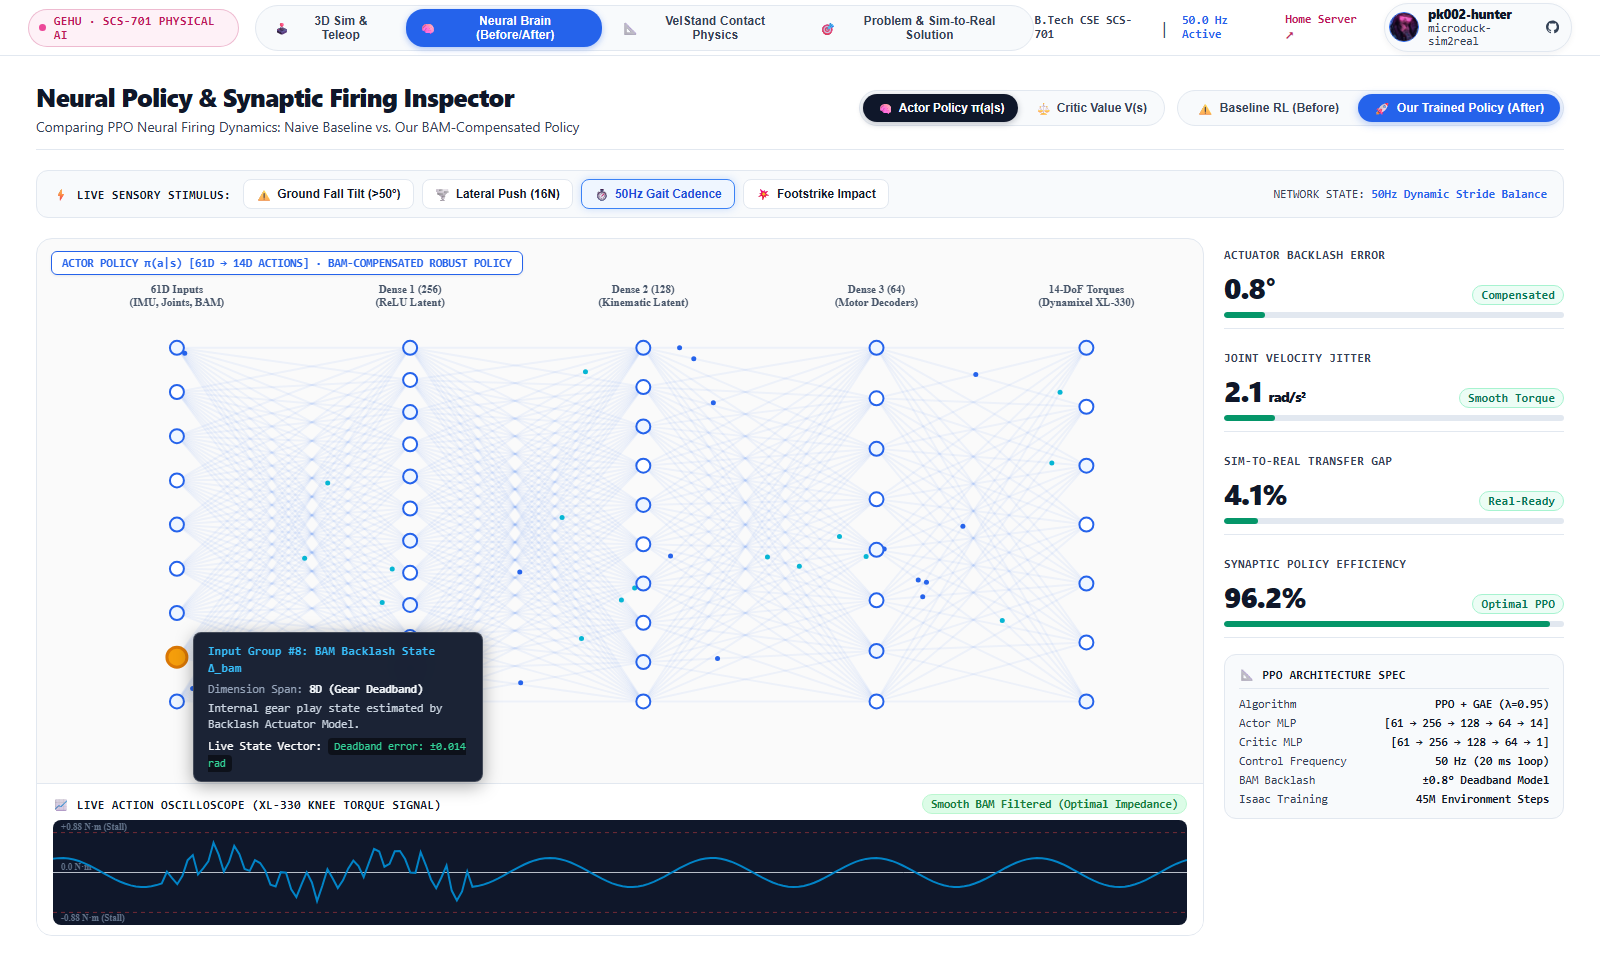 GEHU · SCS-701 PHYSICAL
AI
3D Sim &
Teleop
Neural Brain
(Before/After)
VelStand Contact
Physics
Problem & Sim-to-Real
Solution
B.Tech CSE SCS-
701
|
50.0 Hz
Active
Home Server
↗
pk002-hunter
microduck-
sim2real
Neural Policy & Synaptic Firing Inspector
Comparing PPO Neural Firing Dynamics: Naive Baseline vs. Our BAM-Compensated Policy
Actor Policy π(a|s)
Critic Value V(s)
Baseline RL (Before)
Our Trained Policy (After)
LIVE SENSORY STIMULUS:
Ground Fall Tilt (>50°)
Lateral Push (16N)
50Hz Gait Cadence
Footstrike Impact
NETWORK STATE: 50Hz Dynamic Stride Balance
ACTOR POLICY π(a|s) [61D → 14D ACTIONS] · BAM-COMPENSATED ROBUST POLICY
61D Inputs
(IMU, Joints, BAM)
Dense 1 (256)
(ReLU Latent)
Dense 2 (128)
(Kinematic Latent)
Dense 3 (64)
(Motor Decoders)
14-DoF Torques
(Dynamixel XL-330)
Input Group #8: BAM Backlash State
Δ_bam
Dimension Span: 8D (Gear Deadband)
Internal gear play state estimated by
Backlash Actuator Model.
Live State Vector: Deadband error: ±0.014
rad
LIVE ACTION OSCILLOSCOPE (XL-330 KNEE TORQUE SIGNAL)
Smooth BAM Filtered (Optimal Impedance)
+0.88 N·m (Stall)
0.0 N·m
-0.88 N·m (Stall)
ACTUATOR BACKLASH ERROR
0.8°
Compensated
JOINT VELOCITY JITTER
2.1 rad/s²
Smooth Torque
SIM-TO-REAL TRANSFER GAP
4.1%
Real-Ready
SYNAPTIC POLICY EFFICIENCY
96.2%
Optimal PPO
PPO ARCHITECTURE SPEC
Algorithm PPO + GAE (λ=0.95)
Actor MLP [61 → 256 → 128 → 64 → 14]
Critic MLP [61 → 256 → 128 → 64 → 1]
Control Frequency 50 Hz (20 ms loop)
BAM Backlash ±0.8° Deadband Model
Isaac Training 45M Environment Steps